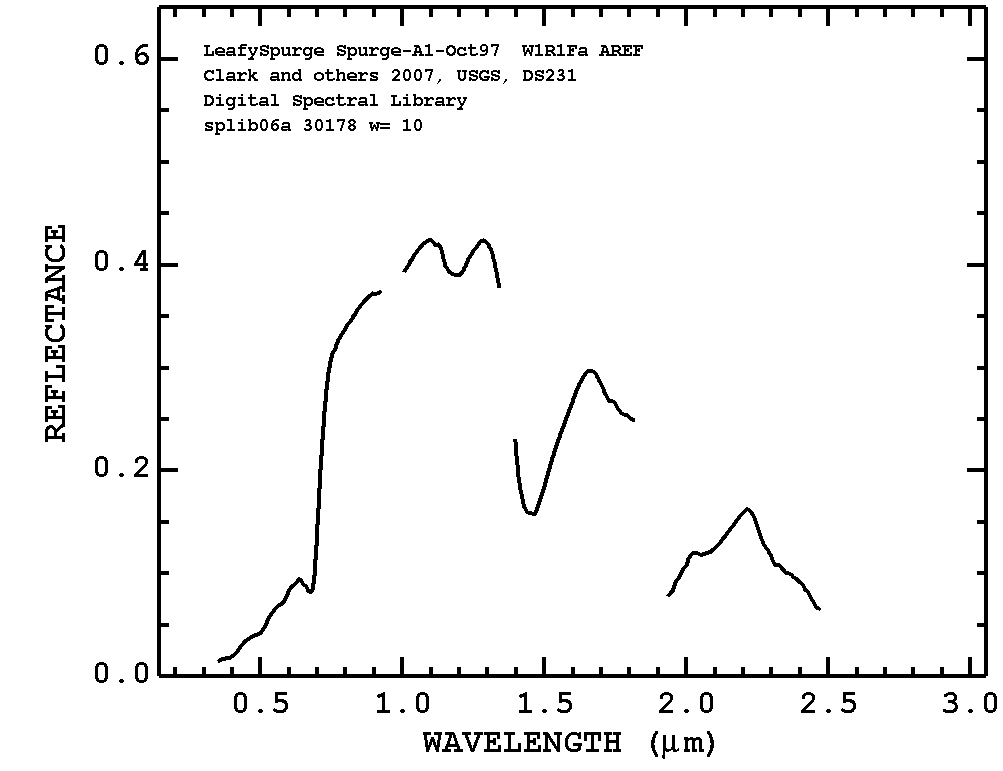 LeafySpurge Spurge-A1-Oct97 W1R1Fa AREF
Clark and others 2007, USGS, DS231
Digital Spectral Library
splib06a 30178 w= 10
REFLECTANCE
0.6
0.4
0.2
0.0
0.5 1.0 1.5 2.0 2.5 3.0
WAVELENGTH (μm)